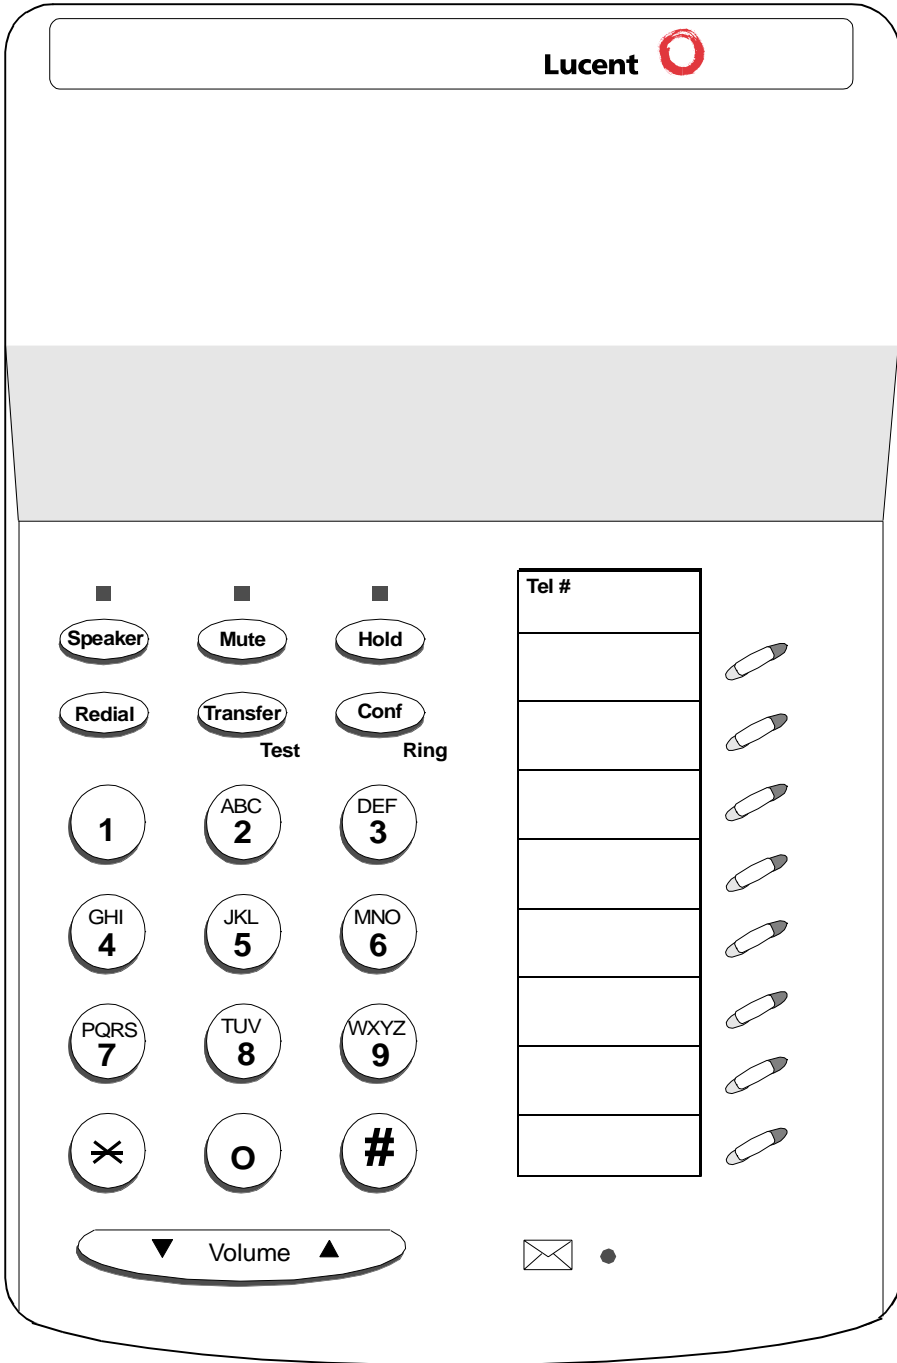 Lucent
Tel #
Speaker Mute Hold
Redial Transfer Conf
Test Ring
1 ABC 2 DEF 3
GHI 4 JKL 5 MNO 6
PQRS 7 TUV 8 WXYZ 9
* o #
▼ Volume ▲